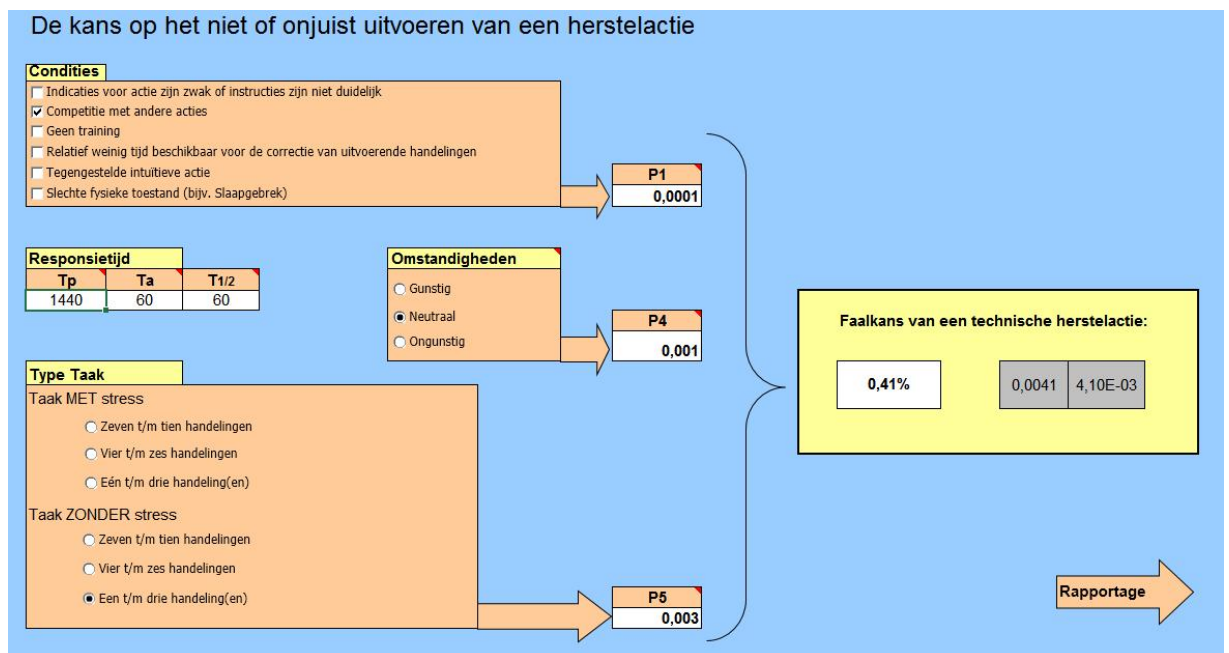 De kans op het niet of onjuist uitvoeren van een herstelactie
Condities
Indicaties voor actie zijn zwak of instructies zijn niet duidelijk
Competitie met andere acties
Geen training
Relatief weinig tijd beschikbaar voor de correctie van uitvoerende handelingen
Tegengestelde intuïtieve actie
Slechte fysieke toestand (bijv. Slaapgebrek)
P1
0,0001
Responsietijd
Tp Ta T1/2
1440 60 60
Omstandigheden
Gunstig
Neutraal
Ongunstig
P4
0,001
Type Taak
Taak MET stress
Zeven t/m tien handelingen
Vier t/m zes handelingen
Eén t/m drie handeling(en)
Taak ZONDER stress
Zeven t/m tien handelingen
Vier t/m zes handelingen
Een t/m drie handeling(en)
P5
0,003
Faalkans van een technische herstelactie:
0,41% 0,0041 4,10E-03
Rapportage